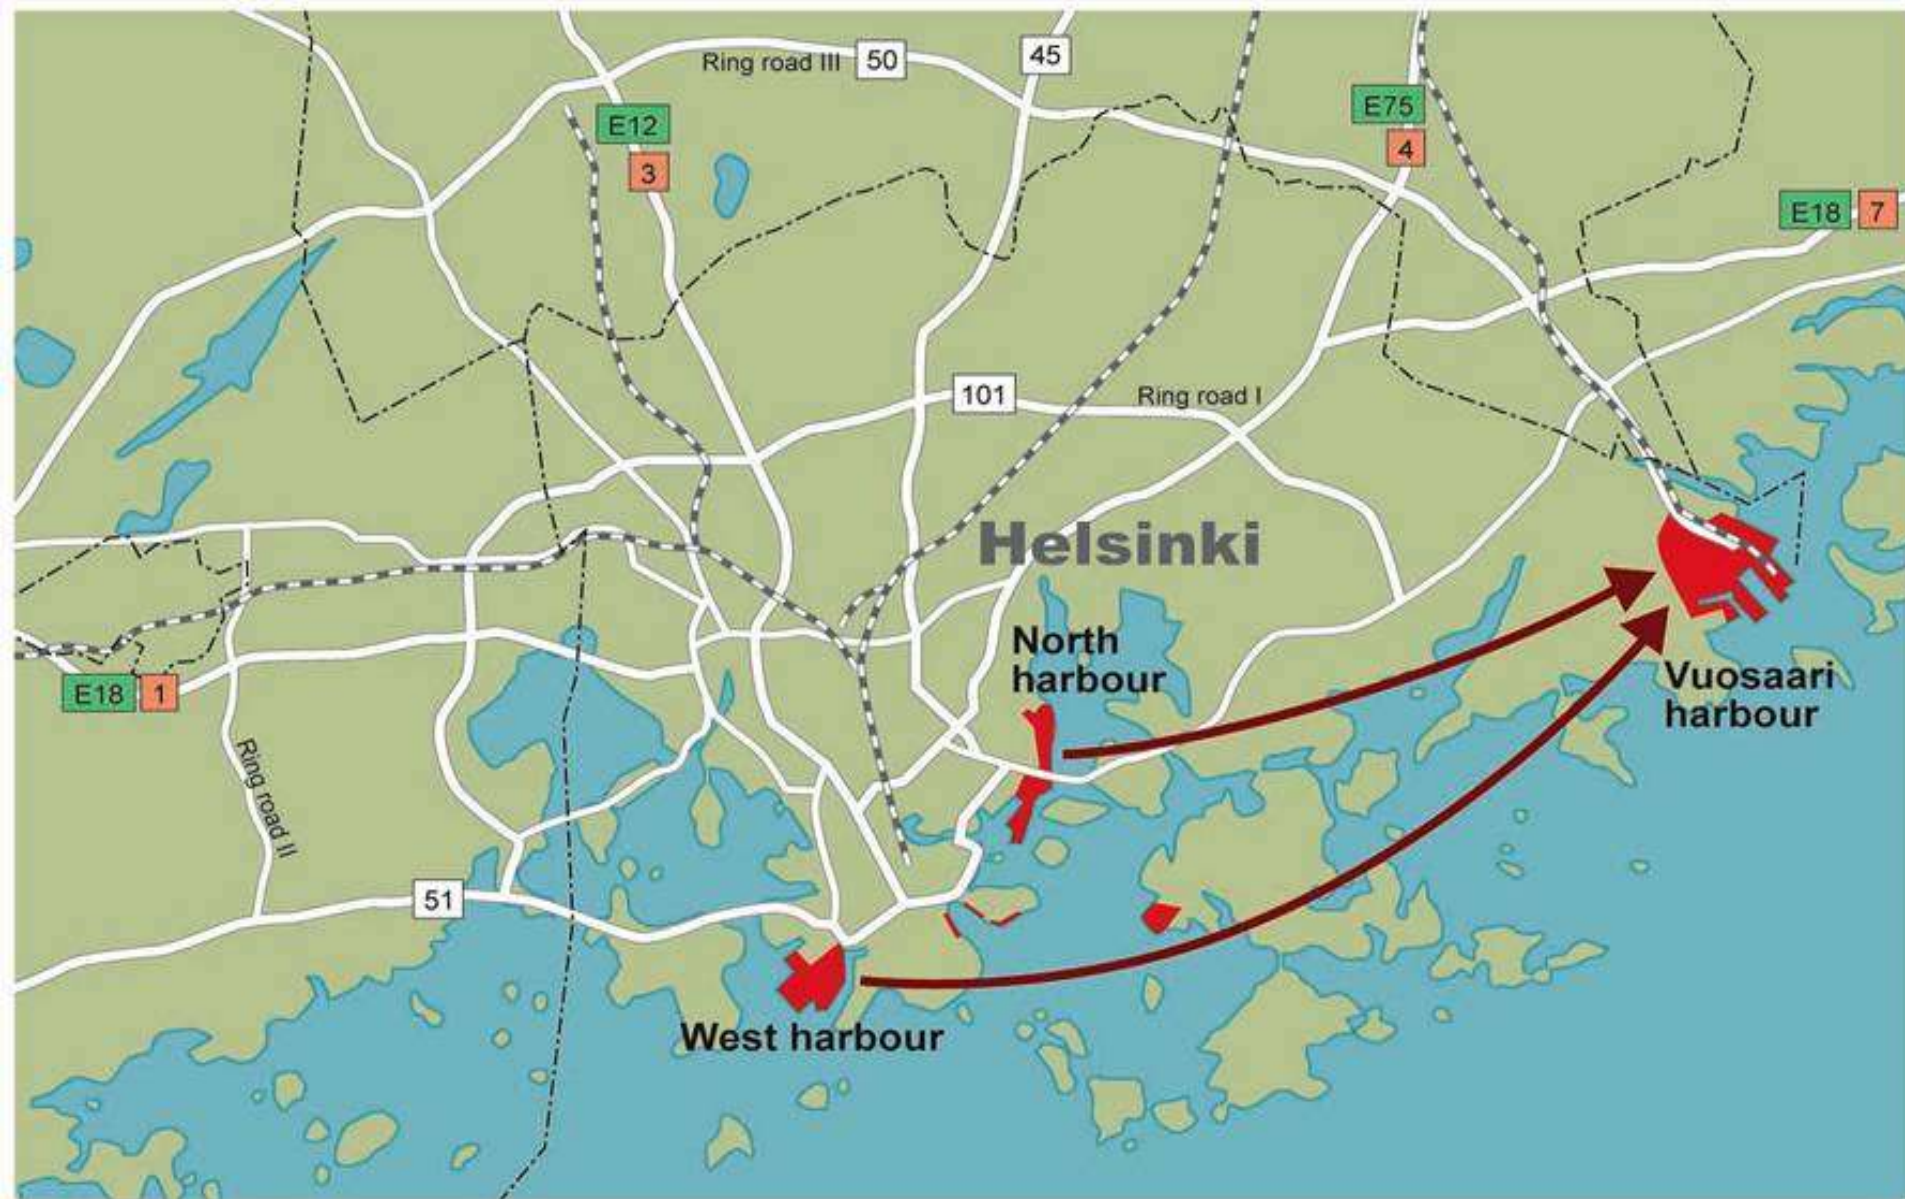 Ring road III 50
45
E12
3
E75
4
E18 7
101
Ring road I
Helsinki
North
harbour
E18 1
Vuosaari
harbour
Ring road II
51
West harbour